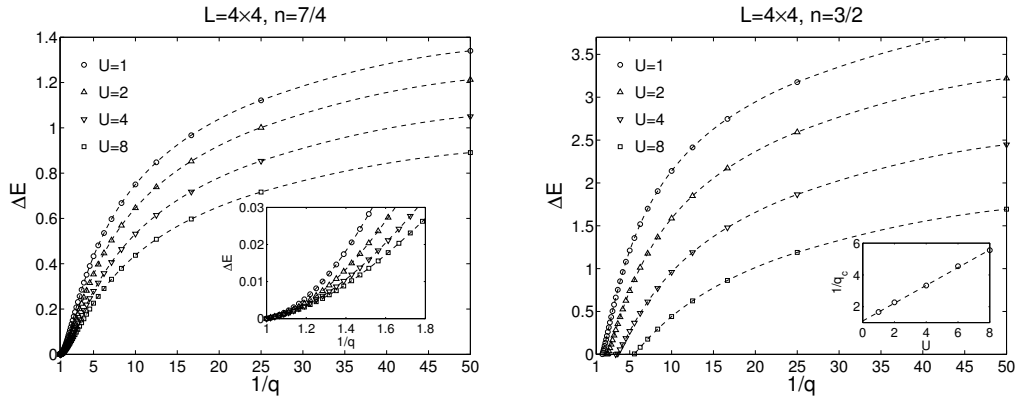 L=4×4, n=7/4
ΔE
1.4
1.2
1
0.8
0.6
0.4
0.2
0
U=1
U=2
U=4
U=8
ΔE
0.03
0.02
0.01
0
1 1.2 1.4 1.6 1.8
1/q
1 5 10 15 20 25 30 35 40 45 50
1/q
L=4×4, n=3/2
ΔE
3.5
3
2.5
2
1.5
1
0.5
0
U=1
U=2
U=4
U=8
1/q_c
6
4
2
0 2 4 6 8
U
1 5 10 15 20 25 30 35 40 45 50
1/q